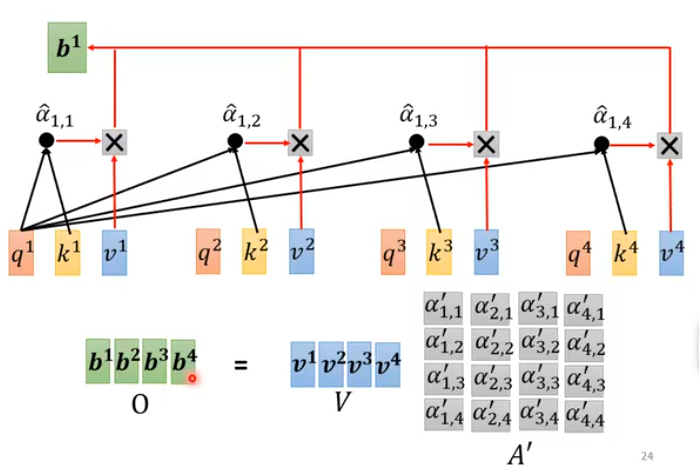 b¹
α̂₁,₁ α̂₁,₂ α̂₁,₃ α̂₁,₄
× × × ×
q¹ k¹ v¹ q² k² v² q³ k³ v³ q⁴ k⁴ v⁴
α′₁,₁ α′₂,₁ α′₃,₁ α′₄,₁
α′₁,₂ α′₂,₂ α′₃,₂ α′₄,₂
b¹ b² b³ b⁴ = v¹ v² v³ v⁴
α′₁,₃ α′₂,₃ α′₃,₃ α′₄,₃
O V
α′₁,₄ α′₂,₄ α′₃,₄ α′₄,₄
A′
24